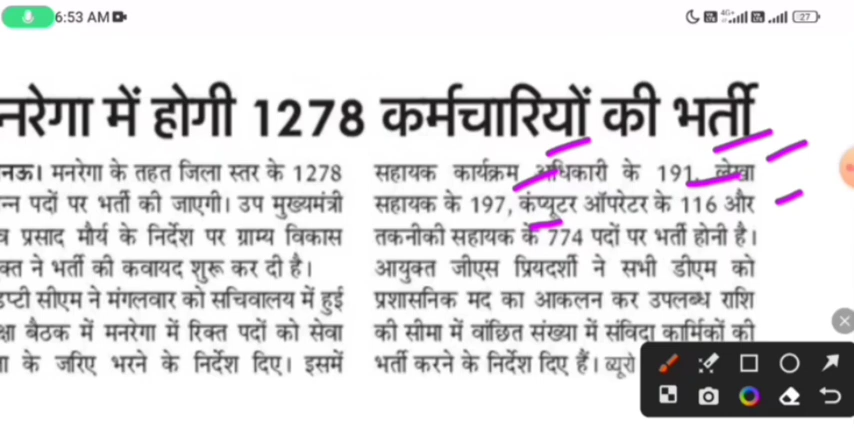 6:53 AM
4G+
27
नरेगा में होगी 1278 कर्मचारियों की भर्ती
नऊ। मनरेगा के तहत जिला स्तर के 1278
न्न पदों पर भर्ती की जाएगी। उप मुख्यमंत्री
व प्रसाद मौर्य के निर्देश पर ग्राम्य विकास
क्त ने भर्ती की कवायद शुरू कर दी है।
डप्टी सीएम ने मंगलवार को सचिवालय में हुई
क्षा बैठक में मनरेगा में रिक्त पदों को सेवा
ा के जरिए भरने के निर्देश दिए। इसमें
सहायक कार्यक्रम अधिकारी के 191, लेखा
सहायक के 197, कंप्यूटर ऑपरेटर के 116 और
तकनीकी सहायक के 774 पदों पर भर्ती होनी है।
आयुक्त जीएस प्रियदर्शी ने सभी डीएम को
प्रशासनिक मद का आकलन कर उपलब्ध राशि
की सीमा में वांछित संख्या में संविदा कार्मिकों की
भर्ती करने के निर्देश दिए हैं। ब्यूरो